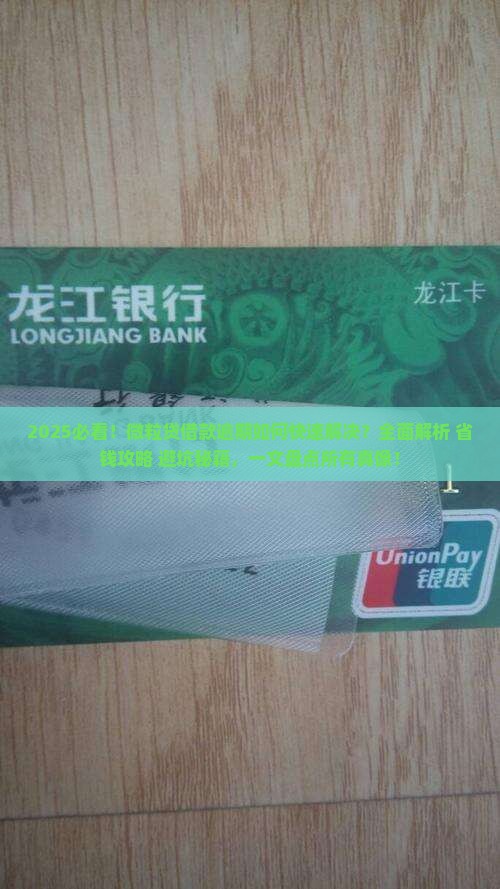 龙江银行
LONGJIANG BANK
龙江卡
2025必看！微粒贷借款逾期如何快速解决？全面解析 省
钱攻略 避坑秘籍，一文盘点所有真相！
1
UnionPay
银联